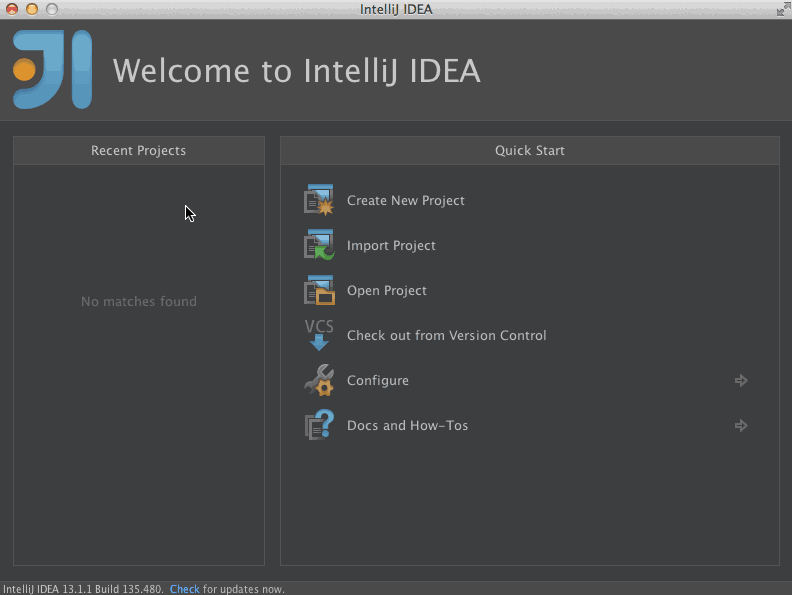 IntelliJ IDEA
Welcome to IntelliJ IDEA
Recent Projects
No matches found
Quick Start
Create New Project
Import Project
Open Project
VCS
Check out from Version Control
Configure
?
Docs and How-Tos
IntelliJ IDEA 13.1.1 Build 135.480. Check for updates now.